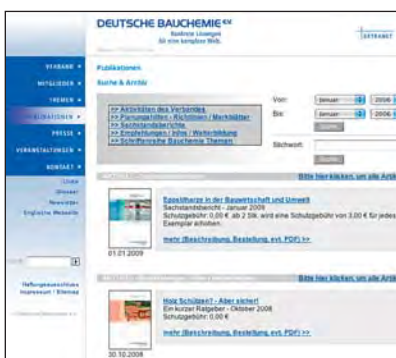 DEUTSCHE BAUCHEMIE e.V.
Konkrete Lösungen
für eine komplexe Welt.
EXTRANET
VERBAND
MITGLIEDER
THEMEN
PUBLIKATIONEN
PRESSE
VERANSTALTUNGEN
KONTAKT
Links
Glossar
Newsletter
Englische Webseite
Haftungsausschluss
Impressum / Sitemap
Publikationen
Suche & Archiv
>> Aktivitäten des Verbandes
>> Planungshilfen - Richtlinien / Merkblätter
>> Sachstandsberichte
>> Empfehlungen / Infos / Weiterbildung
>> Schriftenreihe Bauchemie Themen
Von: Januar 2006
Bis: Januar 2006
Suche
Stichwort:
Suche
Bitte hier klicken, um alle Arti
Epoxidharze in der Bauwirtschaft und Umwelt
Sachstandsbericht - Januar 2009
Schutzgebühr: 0,00 €, ab 2 Stk. wird eine Schutzgebühr von 3,00 € für jedes
Exemplar erhoben.
mehr (Beschreibung, Bestellung, evt. PDF) >>
01.01.2009
Bitte hier klicken, um alle Arti
Holz Schützen? - Aber sicher!
Ein kurzer Ratgeber - Oktober 2008
Schutzgebühr: 0,00 €
mehr (Beschreibung, Bestellung, evt. PDF) >>
30.10.2008